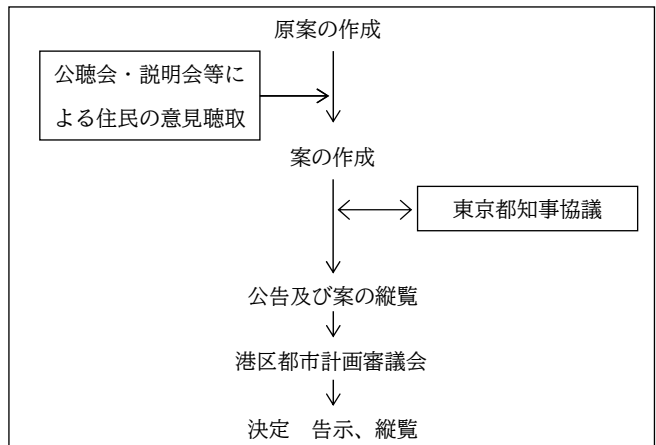 原案の作成
公聴会・説明会等に
よる住民の意見聴取
案の作成
東京都知事協議
公告及び案の縦覧
港区都市計画審議会
決定　告示、縦覧